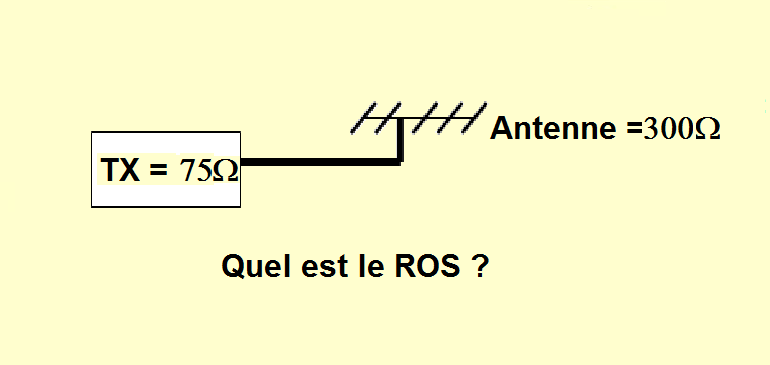 Antenne =300Ω
TX = 75Ω
Quel est le ROS ?